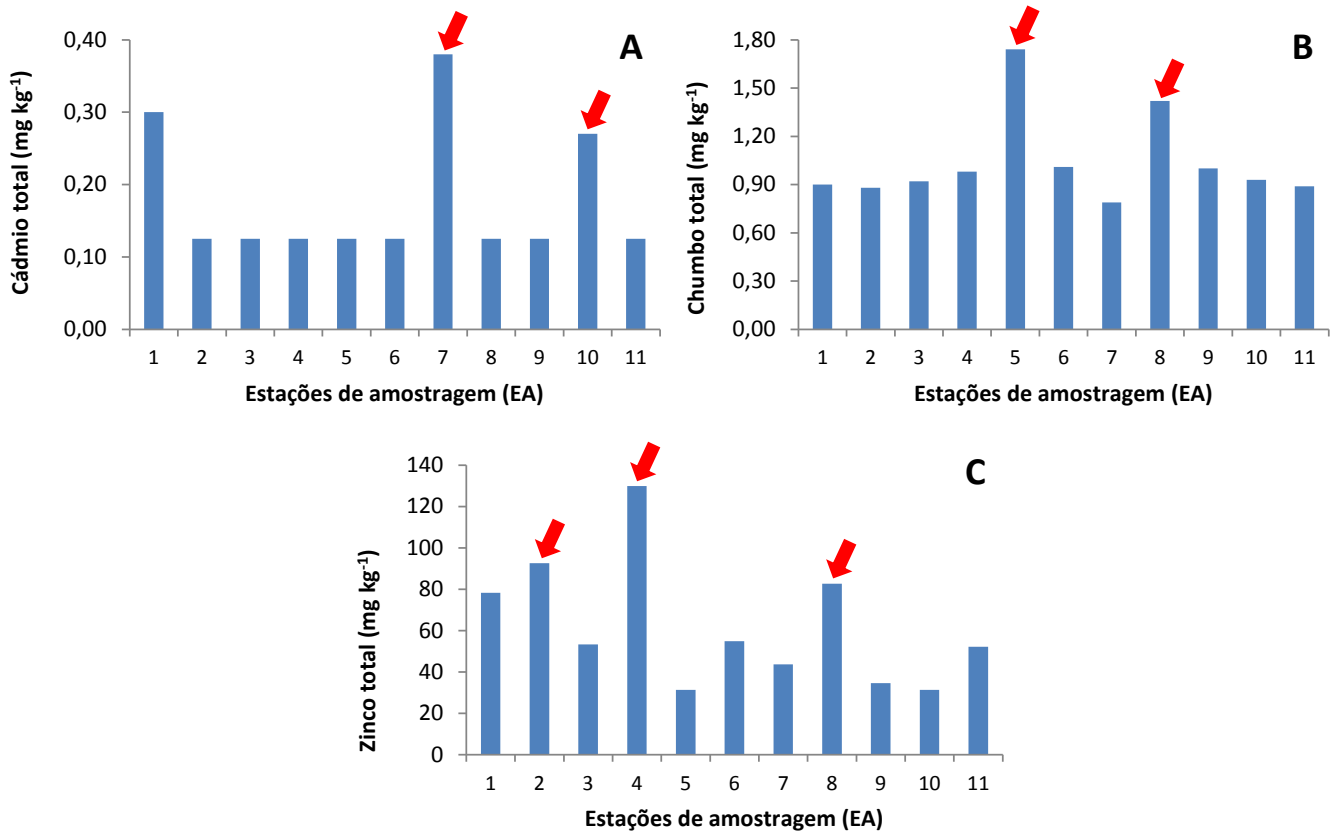 A
Cádmio total (mg kg-1)
0,40
0,30
0,20
0,10
0,00
1 2 3 4 5 6 7 8 9 10 11
Estações de amostragem (EA)
B
Chumbo total (mg kg-1)
1,80
1,50
1,20
0,90
0,60
0,30
0,00
1 2 3 4 5 6 7 8 9 10 11
Estações de amostragem (EA)
C
Zinco total (mg kg-1)
140
120
100
80
60
40
20
0
1 2 3 4 5 6 7 8 9 10 11
Estações de amostragem (EA)